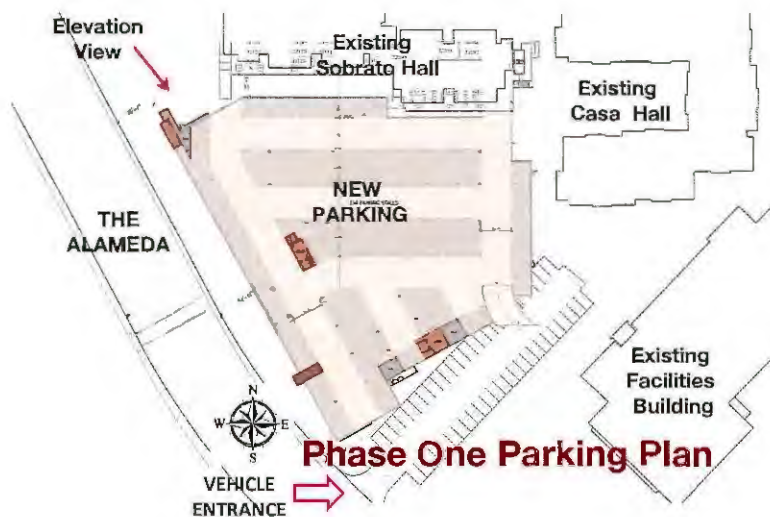 Elevation
View
Existing
Sobrato Hall
Existing
Casa Hall
NEW
PARKING
THE
ALAMEDA
Existing
Facilities
Building
N
W
E
S
Phase One Parking Plan
VEHICLE
ENTRANCE